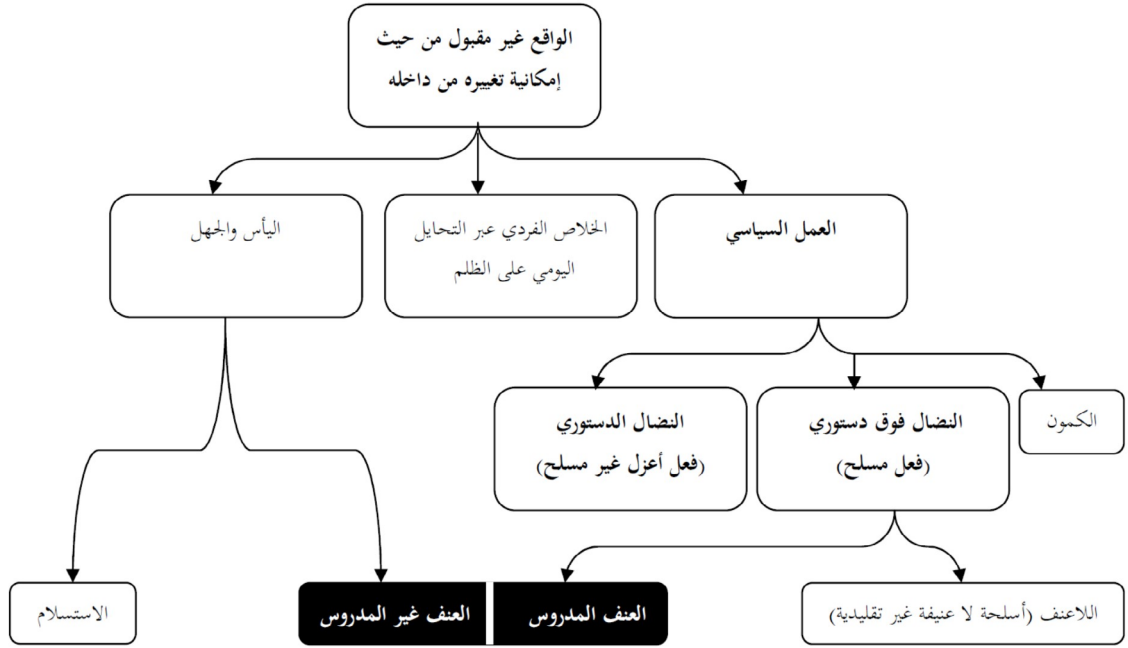 الواقع غير مقبول من حيث
إمكانية تغييره من داخله
العمل السياسي
الخلاص الفردي عبر التحايل
اليومي على الظلم
اليأس والجهل
الكمون
النضال فوق دستوري
(فعل مسلح)
النضال الدستوري
(فعل أعزل غير مسلح)
اللاعنف (أسلحة لا عنيفة غير تقليدية)
العنف المدروس
العنف غير المدروس
الاستسلام